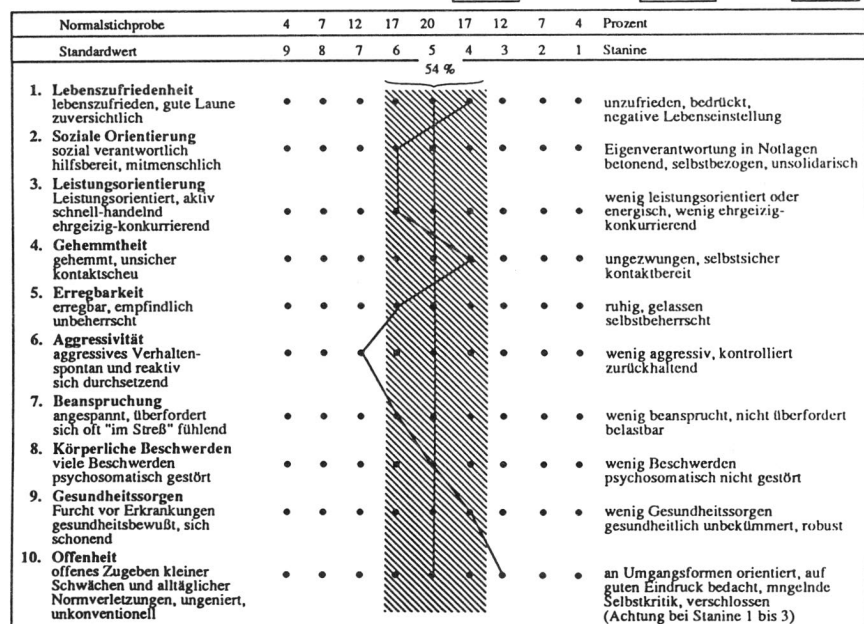 Normalstichprobe 4 7 12 17 20 17 12 7 4 Prozent
Standardwert 9 8 7 6 5 4 3 2 1 Stanine
54 %
1. Lebenszufriedenheit
lebenszufrieden, gute Laune
zuversichtlich
unzufrieden, bedrückt,
negative Lebenseinstellung
2. Soziale Orientierung
sozial verantwortlich
hilfsbereit, mitmenschlich
Eigenverantwortung in Notlagen
betonend, selbstbezogen, unsolidarisch
3. Leistungsorientierung
Leistungsorientiert, aktiv
schnell-handelnd
ehrgeizig-konkurrierend
wenig leistungsorientiert oder
energisch, wenig ehrgeizig-
konkurrierend
4. Gehemmtheit
gehemmt, unsicher
kontaktscheu
ungezwungen, selbstsicher
kontaktbereit
5. Erregbarkeit
erregbar, empfindlich
unbeherrscht
ruhig, gelassen
selbstbeherrscht
6. Aggressivität
aggressives Verhalten-
spontan und reaktiv
sich durchsetzend
wenig aggressiv, kontrolliert
zurückhaltend
7. Beanspruchung
angespannt, überfordert
sich oft "im Streß" fühlend
wenig beansprucht, nicht überfordert
belastbar
8. Körperliche Beschwerden
viele Beschwerden
psychosomatisch gestört
wenig Beschwerden
psychosomatisch nicht gestört
9. Gesundheitssorgen
Furcht vor Erkrankungen
gesundheitsbewußt, sich
schonend
wenig Gesundheitssorgen
gesundheitlich unbekümmert, robust
10. Offenheit
offenes Zugeben kleiner
Schwächen und alltäglicher
Normverletzungen, ungeniert,
unkonventionell
an Umgangsformen orientiert, auf
guten Eindruck bedacht, mngelnde
Selbstkritik, verschlossen
(Achtung bei Stanine 1 bis 3)